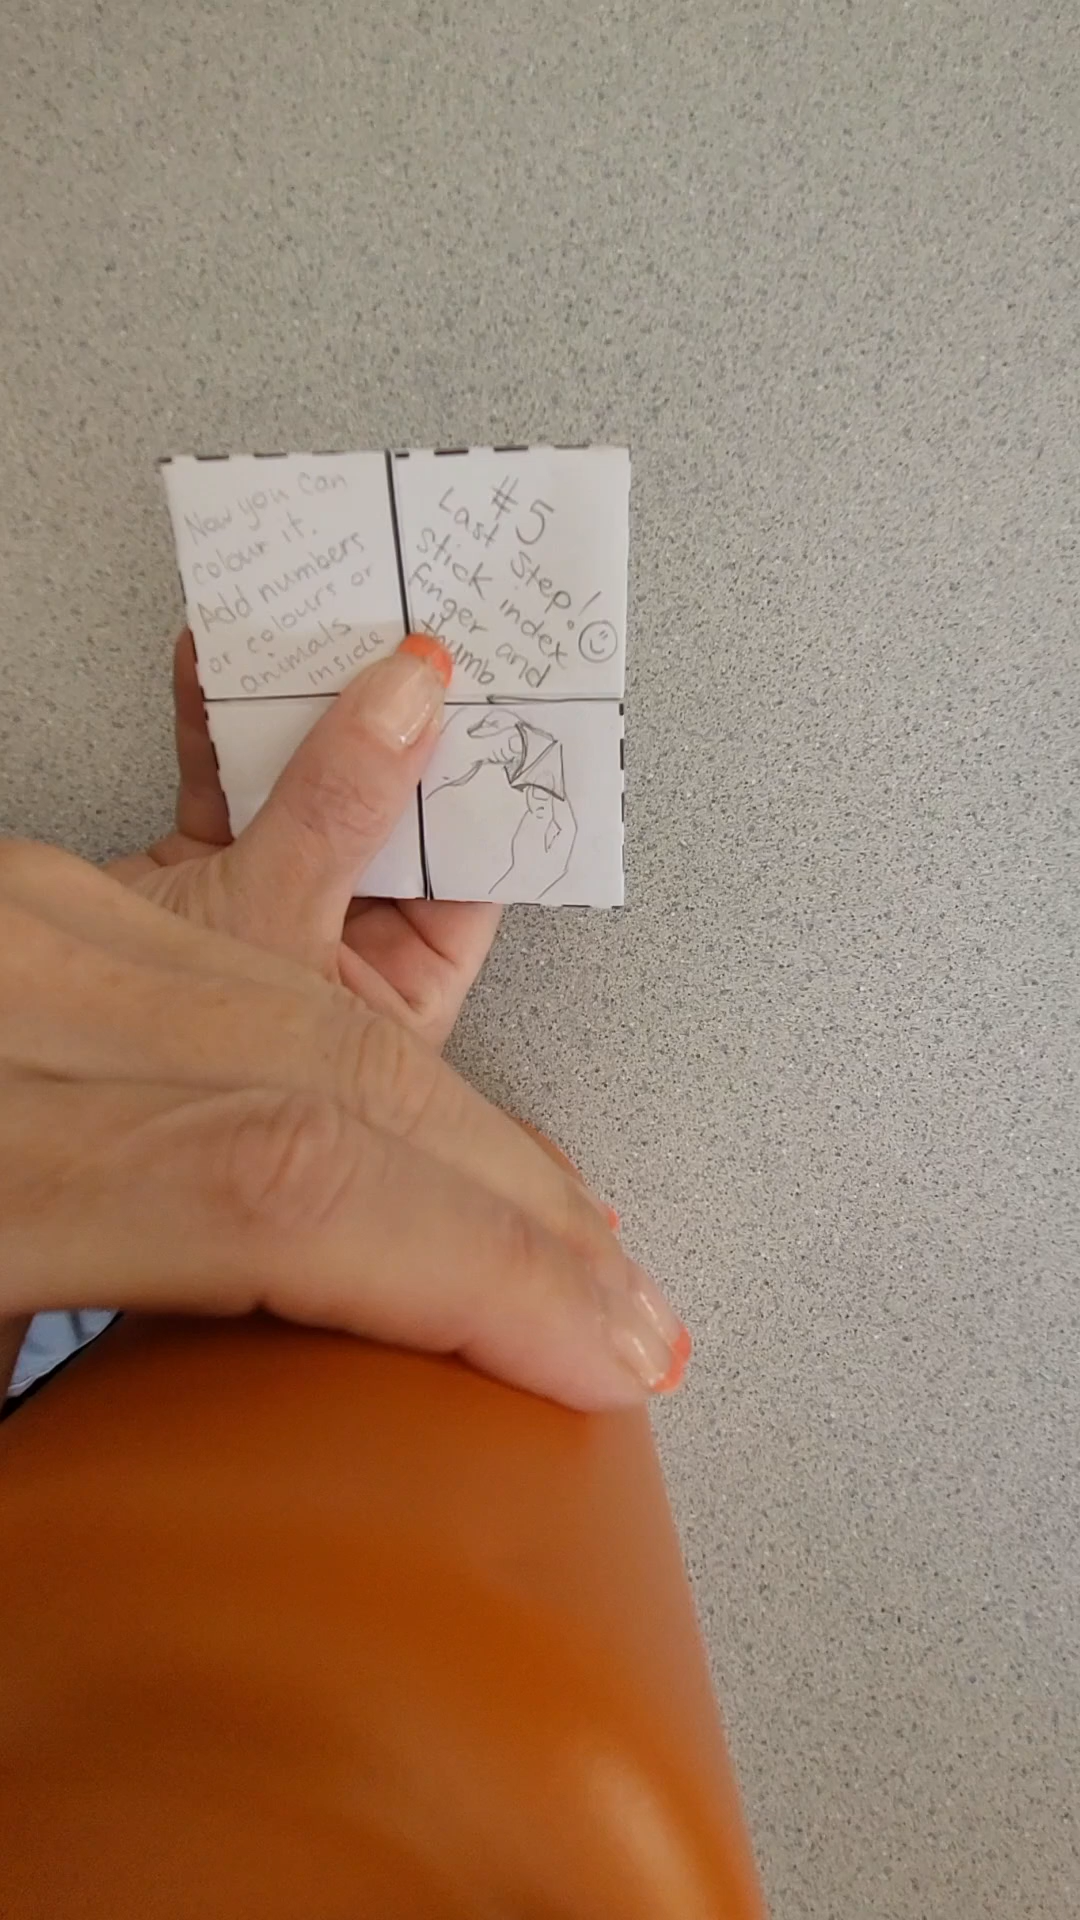 Now you can
colour it.
Add numbers
or colours or
animals
inside
#5
Last Step!
Stick index
finger and
thumb